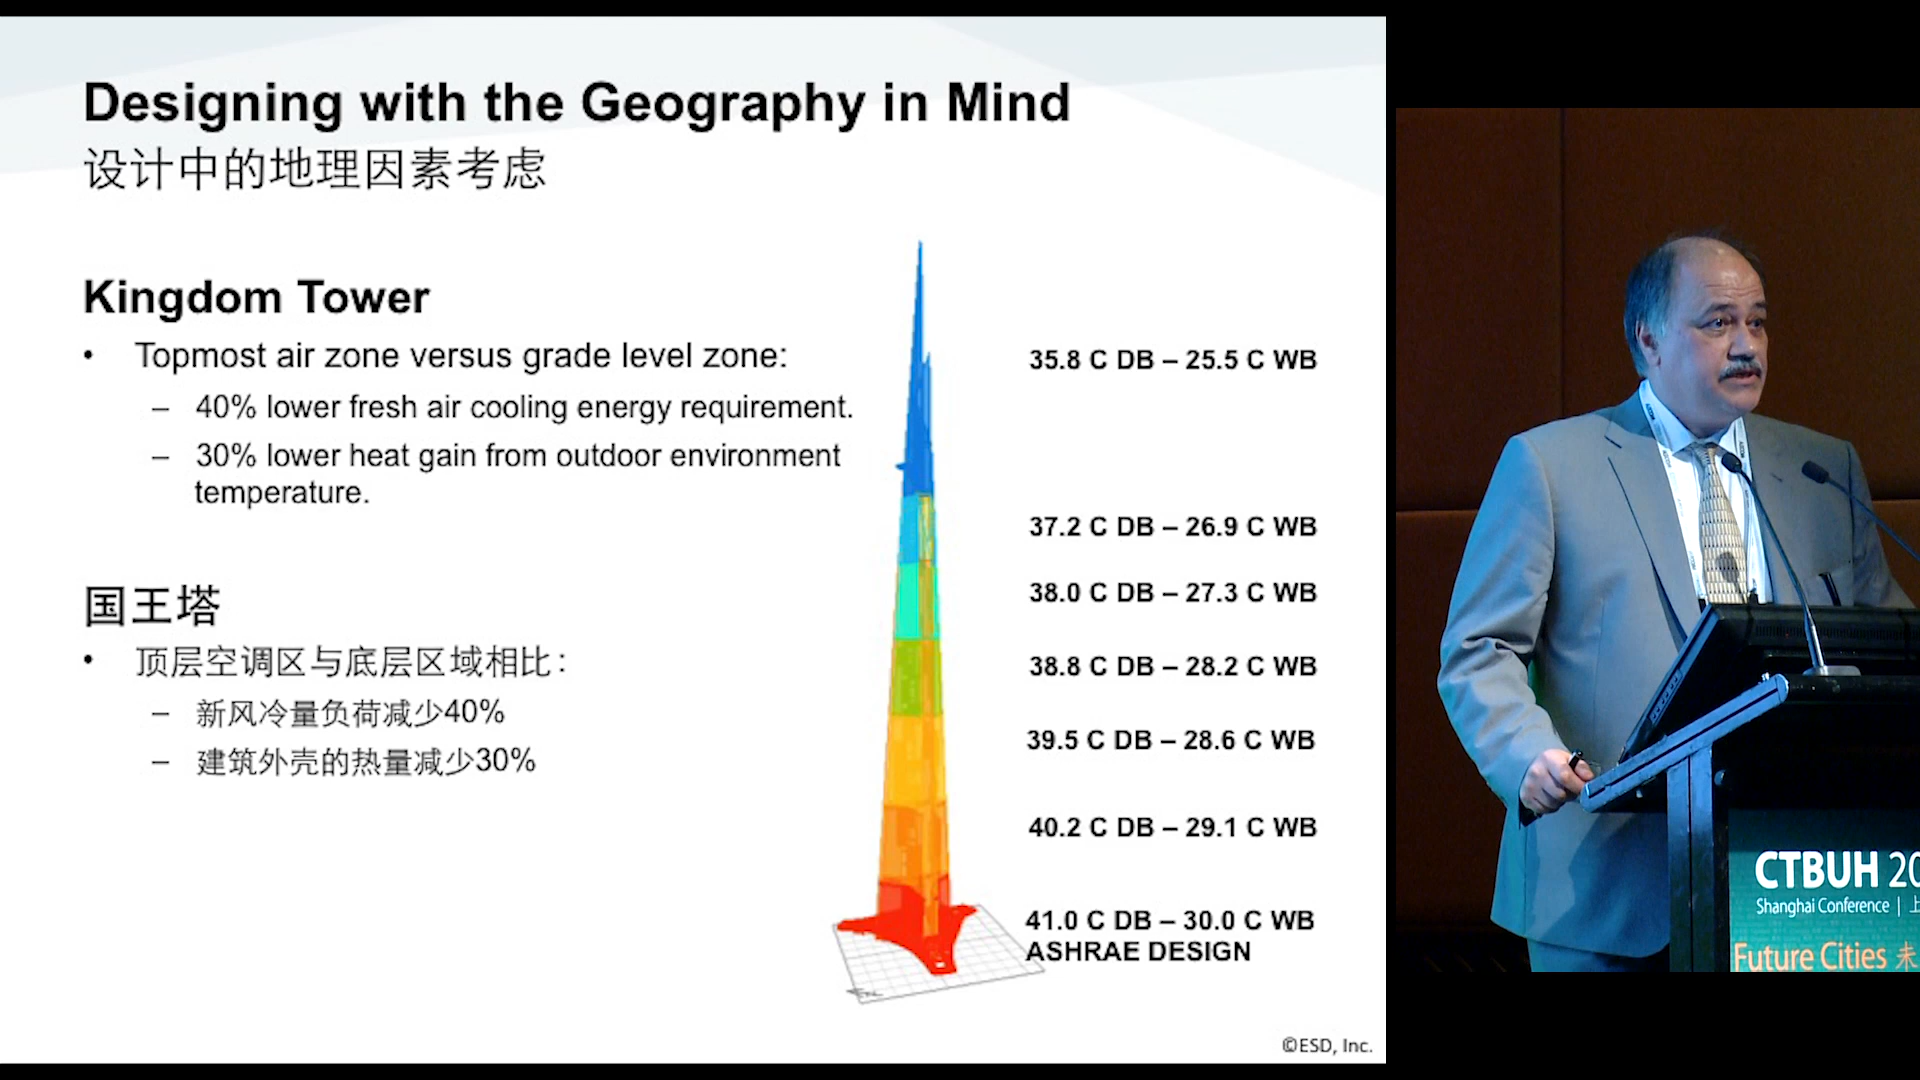 Designing with the Geography in Mind
设计中的地理因素考虑
Kingdom Tower
• Topmost air zone versus grade level zone:
– 40% lower fresh air cooling energy requirement.
– 30% lower heat gain from outdoor environment
temperature.
国王塔
• 顶层空调区与底层区域相比：
– 新风冷量负荷减少40%
– 建筑外壳的热量减少30%
35.8 C DB – 25.5 C WB
37.2 C DB – 26.9 C WB
38.0 C DB – 27.3 C WB
38.8 C DB – 28.2 C WB
39.5 C DB – 28.6 C WB
40.2 C DB – 29.1 C WB
41.0 C DB – 30.0 C WB
ASHRAE DESIGN
©ESD, Inc.
CTBUH 20
Shanghai Conference | 上
Future Cities 未